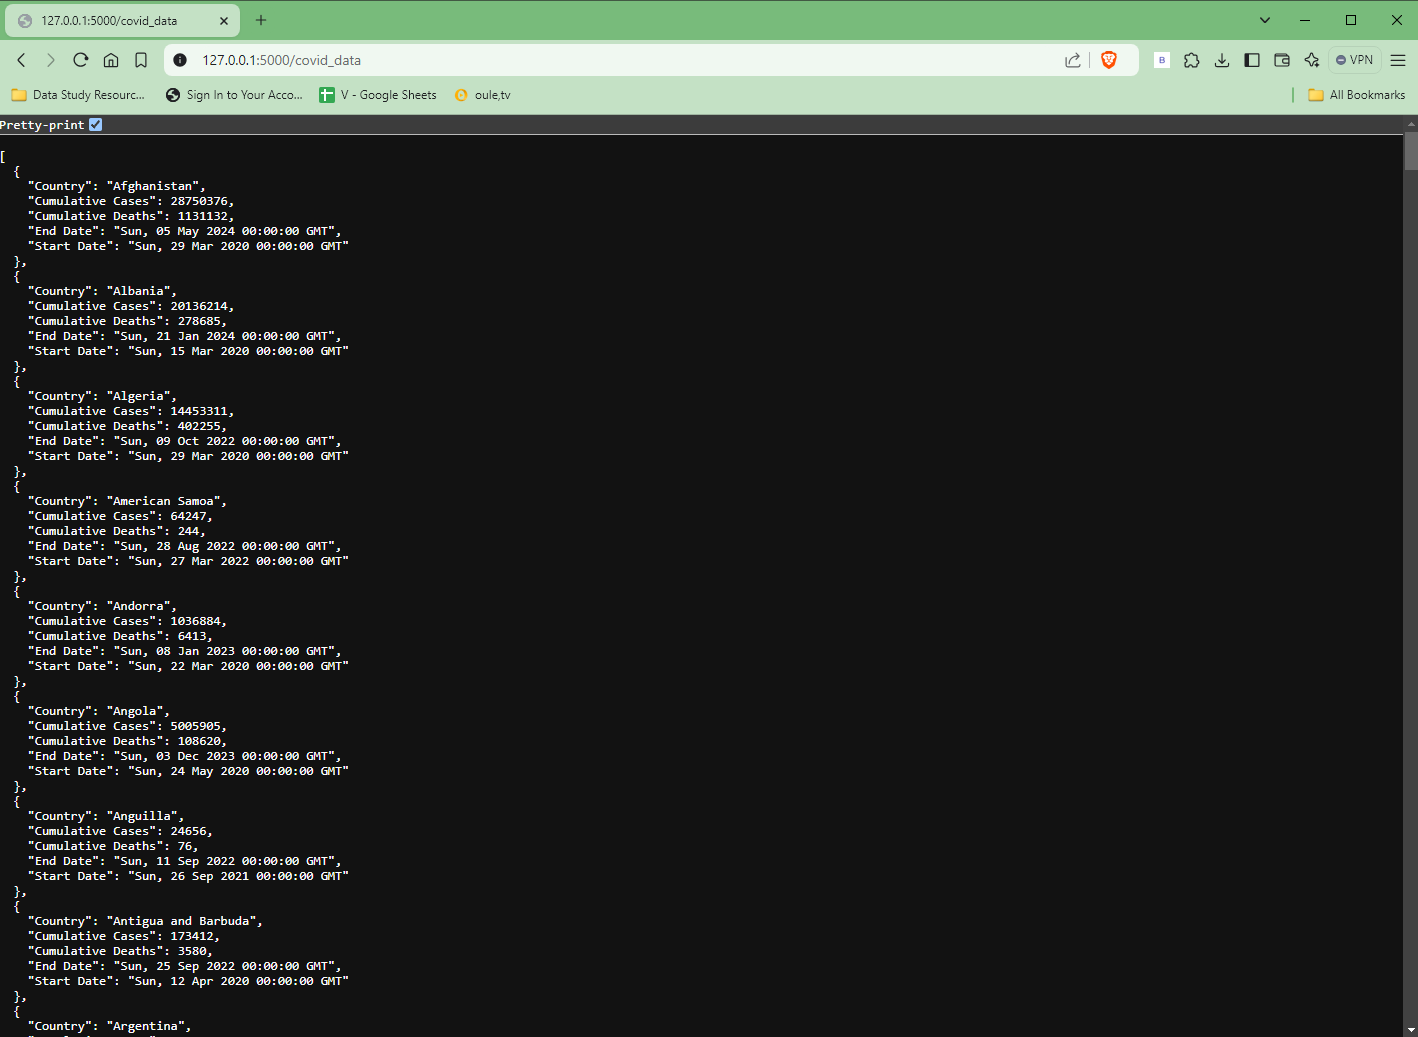 127.0.0.1:5000/covid_data
127.0.0.1:5000/covid_data
B
VPN
Data Study Resourc...
Sign In to Your Acco...
V - Google Sheets
oule,tv
All Bookmarks
Pretty-print
[
  {
    "Country": "Afghanistan",
    "Cumulative Cases": 28750376,
    "Cumulative Deaths": 1131132,
    "End Date": "Sun, 05 May 2024 00:00:00 GMT",
    "Start Date": "Sun, 29 Mar 2020 00:00:00 GMT"
  },
  {
    "Country": "Albania",
    "Cumulative Cases": 20136214,
    "Cumulative Deaths": 278685,
    "End Date": "Sun, 21 Jan 2024 00:00:00 GMT",
    "Start Date": "Sun, 15 Mar 2020 00:00:00 GMT"
  },
  {
    "Country": "Algeria",
    "Cumulative Cases": 14453311,
    "Cumulative Deaths": 402255,
    "End Date": "Sun, 09 Oct 2022 00:00:00 GMT",
    "Start Date": "Sun, 29 Mar 2020 00:00:00 GMT"
  },
  {
    "Country": "American Samoa",
    "Cumulative Cases": 64247,
    "Cumulative Deaths": 244,
    "End Date": "Sun, 28 Aug 2022 00:00:00 GMT",
    "Start Date": "Sun, 27 Mar 2022 00:00:00 GMT"
  },
  {
    "Country": "Andorra",
    "Cumulative Cases": 1036884,
    "Cumulative Deaths": 6413,
    "End Date": "Sun, 08 Jan 2023 00:00:00 GMT",
    "Start Date": "Sun, 22 Mar 2020 00:00:00 GMT"
  },
  {
    "Country": "Angola",
    "Cumulative Cases": 5005905,
    "Cumulative Deaths": 108620,
    "End Date": "Sun, 03 Dec 2023 00:00:00 GMT",
    "Start Date": "Sun, 24 May 2020 00:00:00 GMT"
  },
  {
    "Country": "Anguilla",
    "Cumulative Cases": 24656,
    "Cumulative Deaths": 76,
    "End Date": "Sun, 11 Sep 2022 00:00:00 GMT",
    "Start Date": "Sun, 26 Sep 2021 00:00:00 GMT"
  },
  {
    "Country": "Antigua and Barbuda",
    "Cumulative Cases": 173412,
    "Cumulative Deaths": 3580,
    "End Date": "Sun, 25 Sep 2022 00:00:00 GMT",
    "Start Date": "Sun, 12 Apr 2020 00:00:00 GMT"
  },
  {
    "Country": "Argentina",